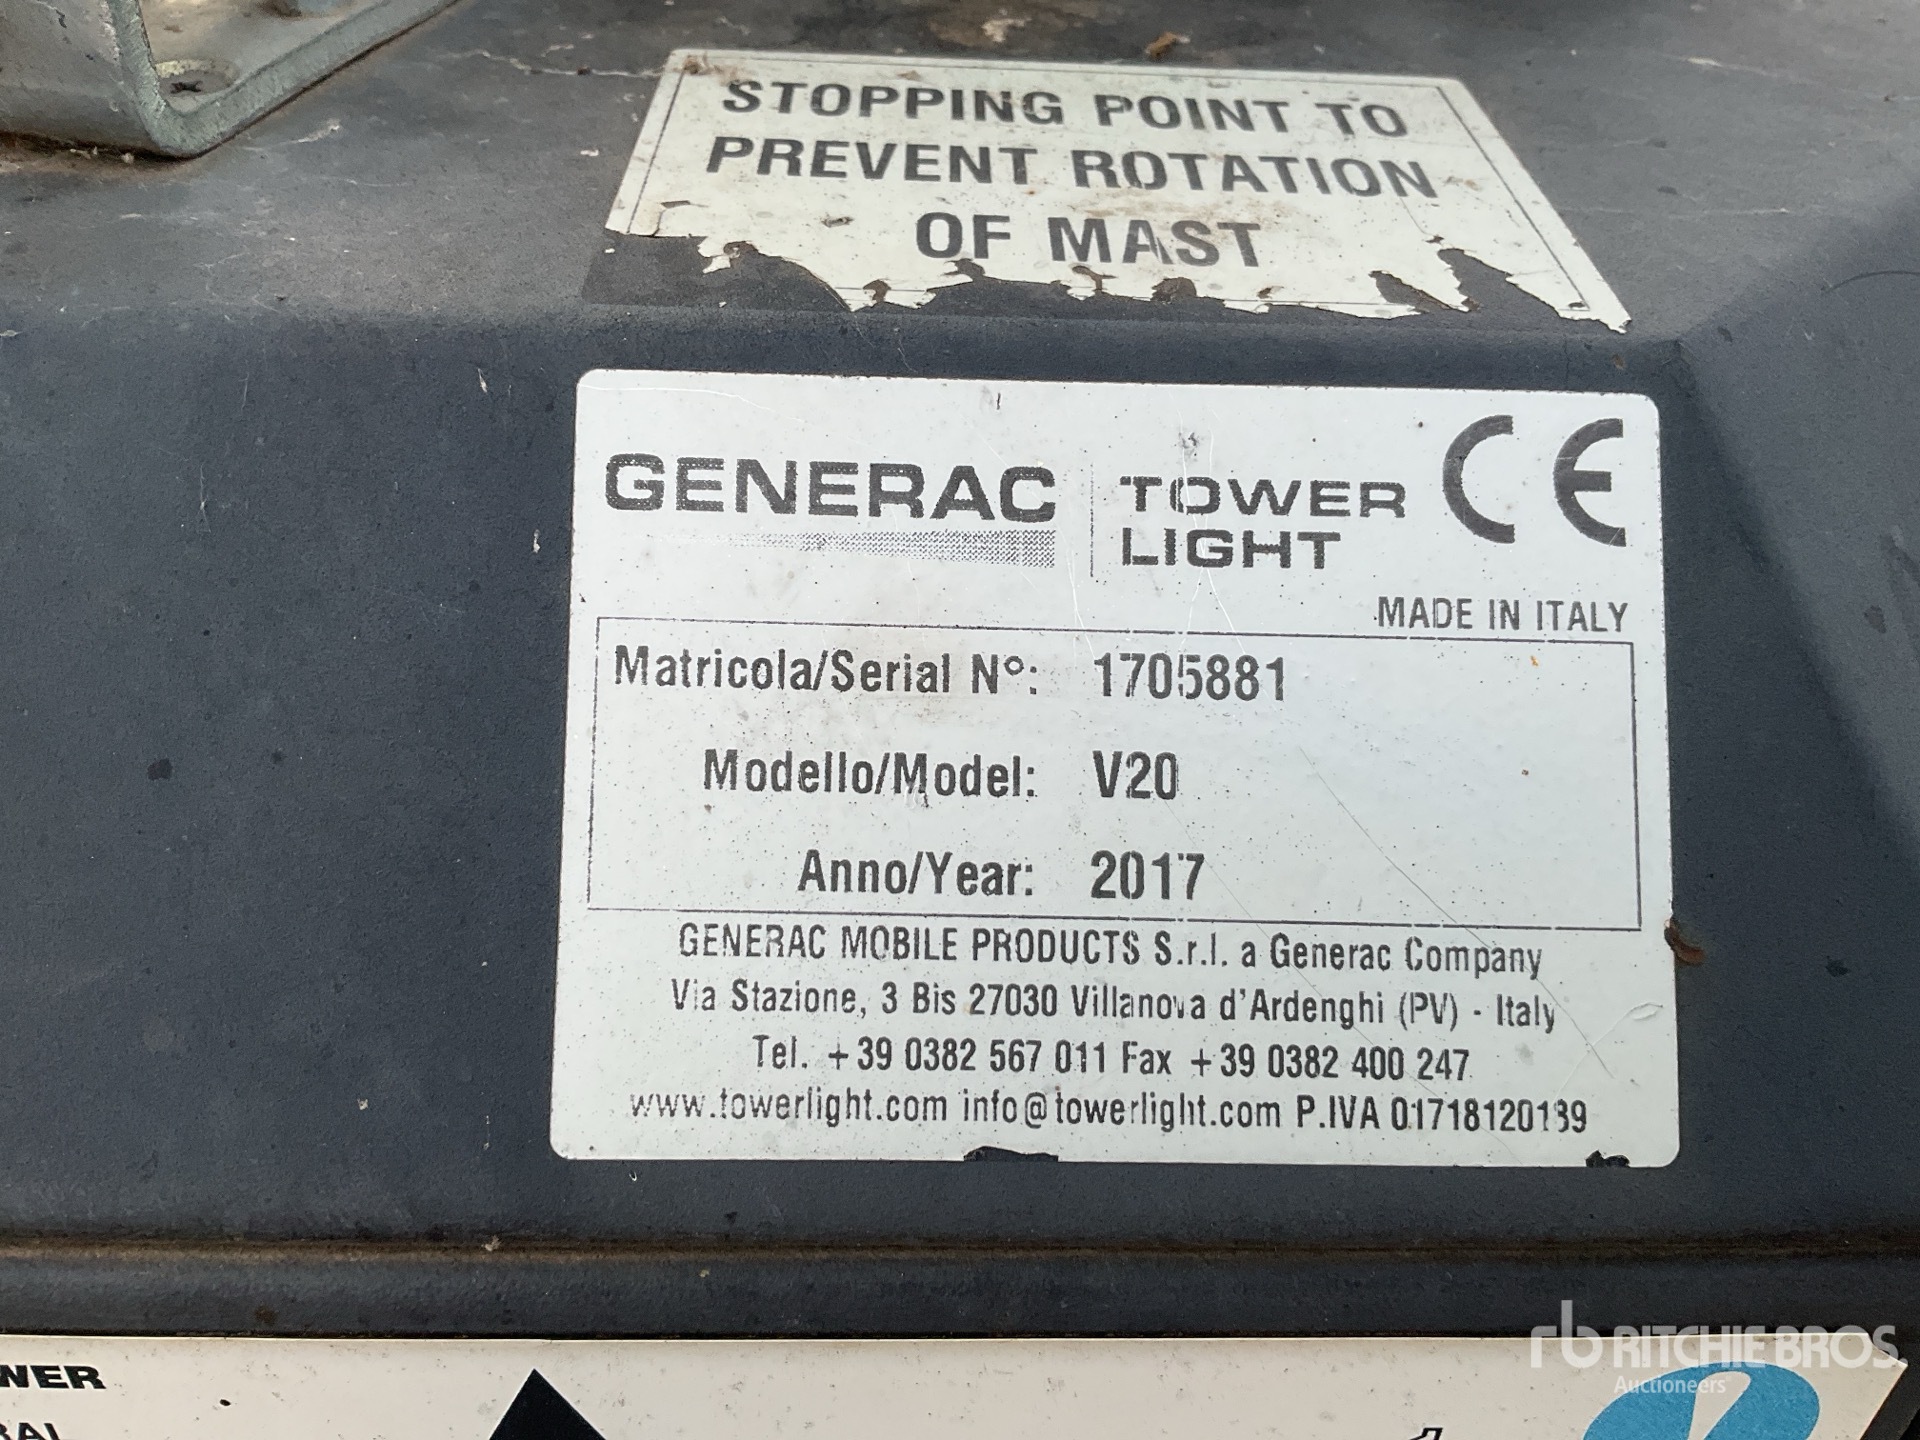 STOPPING POINT TO
PREVENT ROTATION
OF MAST
GENERAC
TOWER
LIGHT
CE
MADE IN ITALY
Matricola/Serial N°: 1705881
Modello/Model: V20
Anno/Year: 2017
GENERAC MOBILE PRODUCTS S.r.l. a Generac Company
Via Stazione, 3 Bis 27030 Villanova d'Ardenghi (PV) - Italy
Tel. +39 0382 567 011 Fax +39 0382 400 247
www.towerlight.com info@towerlight.com P.IVA 01718120189
rb RITCHIE BROS.
Auctioneers